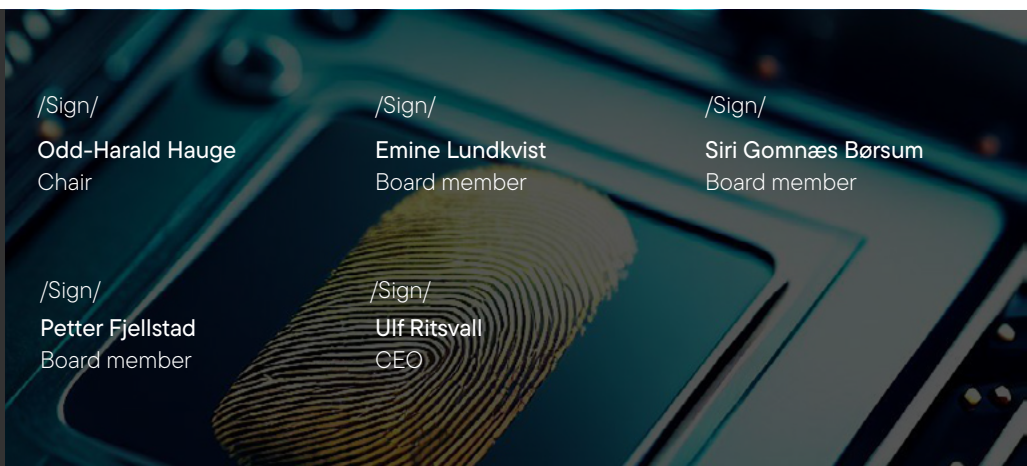 /Sign/
Odd-Harald Hauge
Chair
/Sign/
Emine Lundkvist
Board member
/Sign/
Siri Gomnæs Børsum
Board member
/Sign/
Petter Fjellstad
Board member
/Sign/
Ulf Ritsvall
CEO